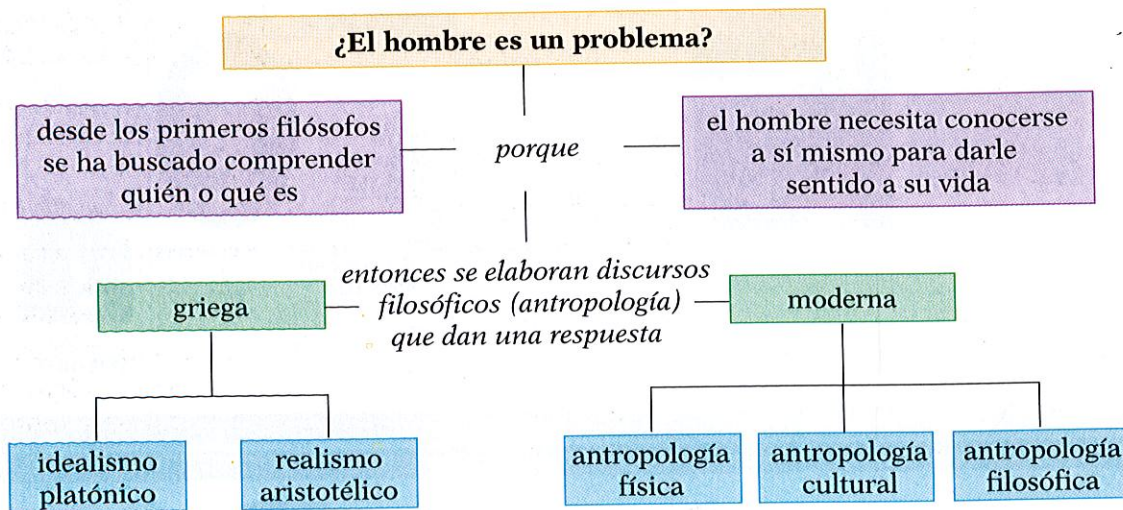 ¿El hombre es un problema?
desde los primeros filósofos
se ha buscado comprender
quién o qué es
porque
el hombre necesita conocerse
a sí mismo para darle
sentido a su vida
entonces se elaboran discursos
filosóficos (antropología)
que dan una respuesta
griega
moderna
idealismo
platónico
realismo
aristotélico
antropología
física
antropología
cultural
antropología
filosófica